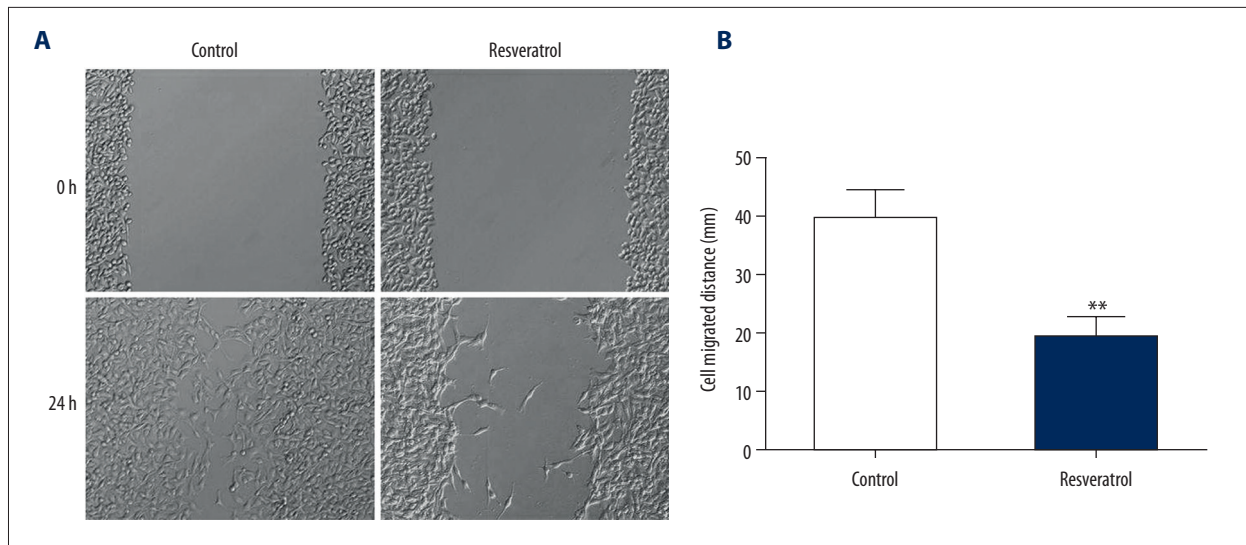 A
Control
Resveratrol
0 h
24 h
B
Cell migrated distance (mm)
50
40
30
20
10
0
**
Control
Resveratrol